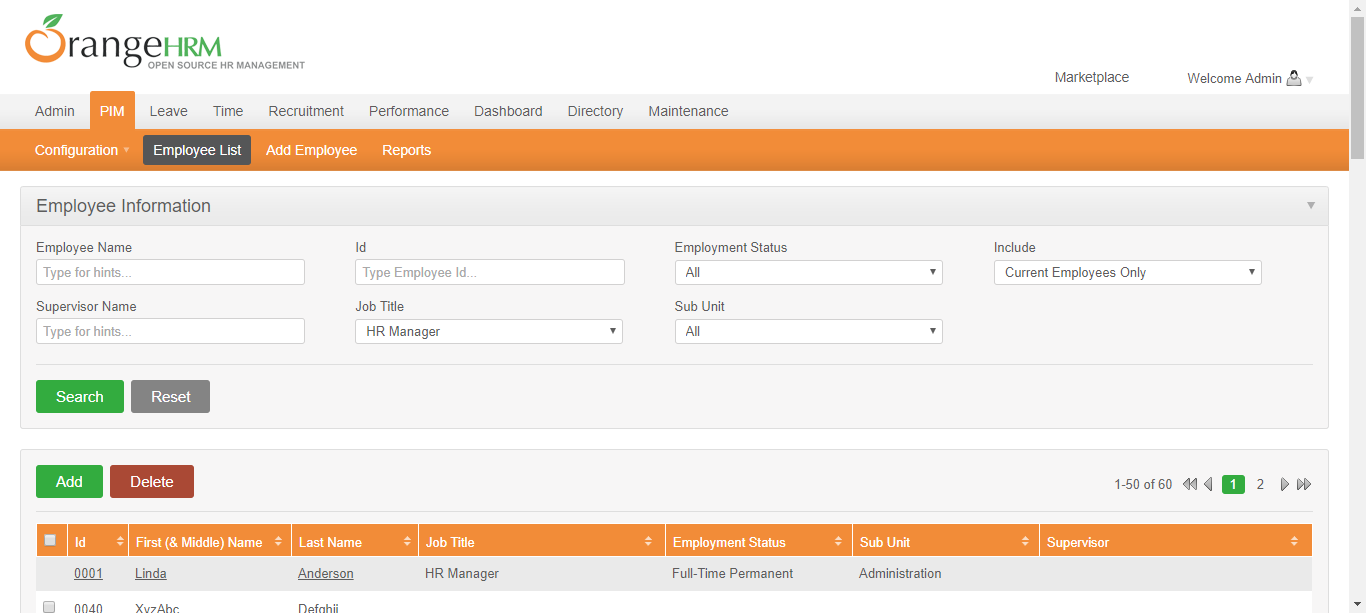 OrangeHRM
OPEN SOURCE HR MANAGEMENT
Marketplace Welcome Admin
Admin PIM Leave Time Recruitment Performance Dashboard Directory Maintenance
Configuration Employee List Add Employee Reports
Employee Information
Employee Name Id Employment Status Include
Type for hints... Type Employee Id... All Current Employees Only
Supervisor Name Job Title Sub Unit
Type for hints... HR Manager All
Search Reset
Add Delete 1-50 of 60 1 2
Id First (& Middle) Name Last Name Job Title Employment Status Sub Unit Supervisor
0001 Linda Anderson HR Manager Full-Time Permanent Administration
0040 XyzAbc Defghij